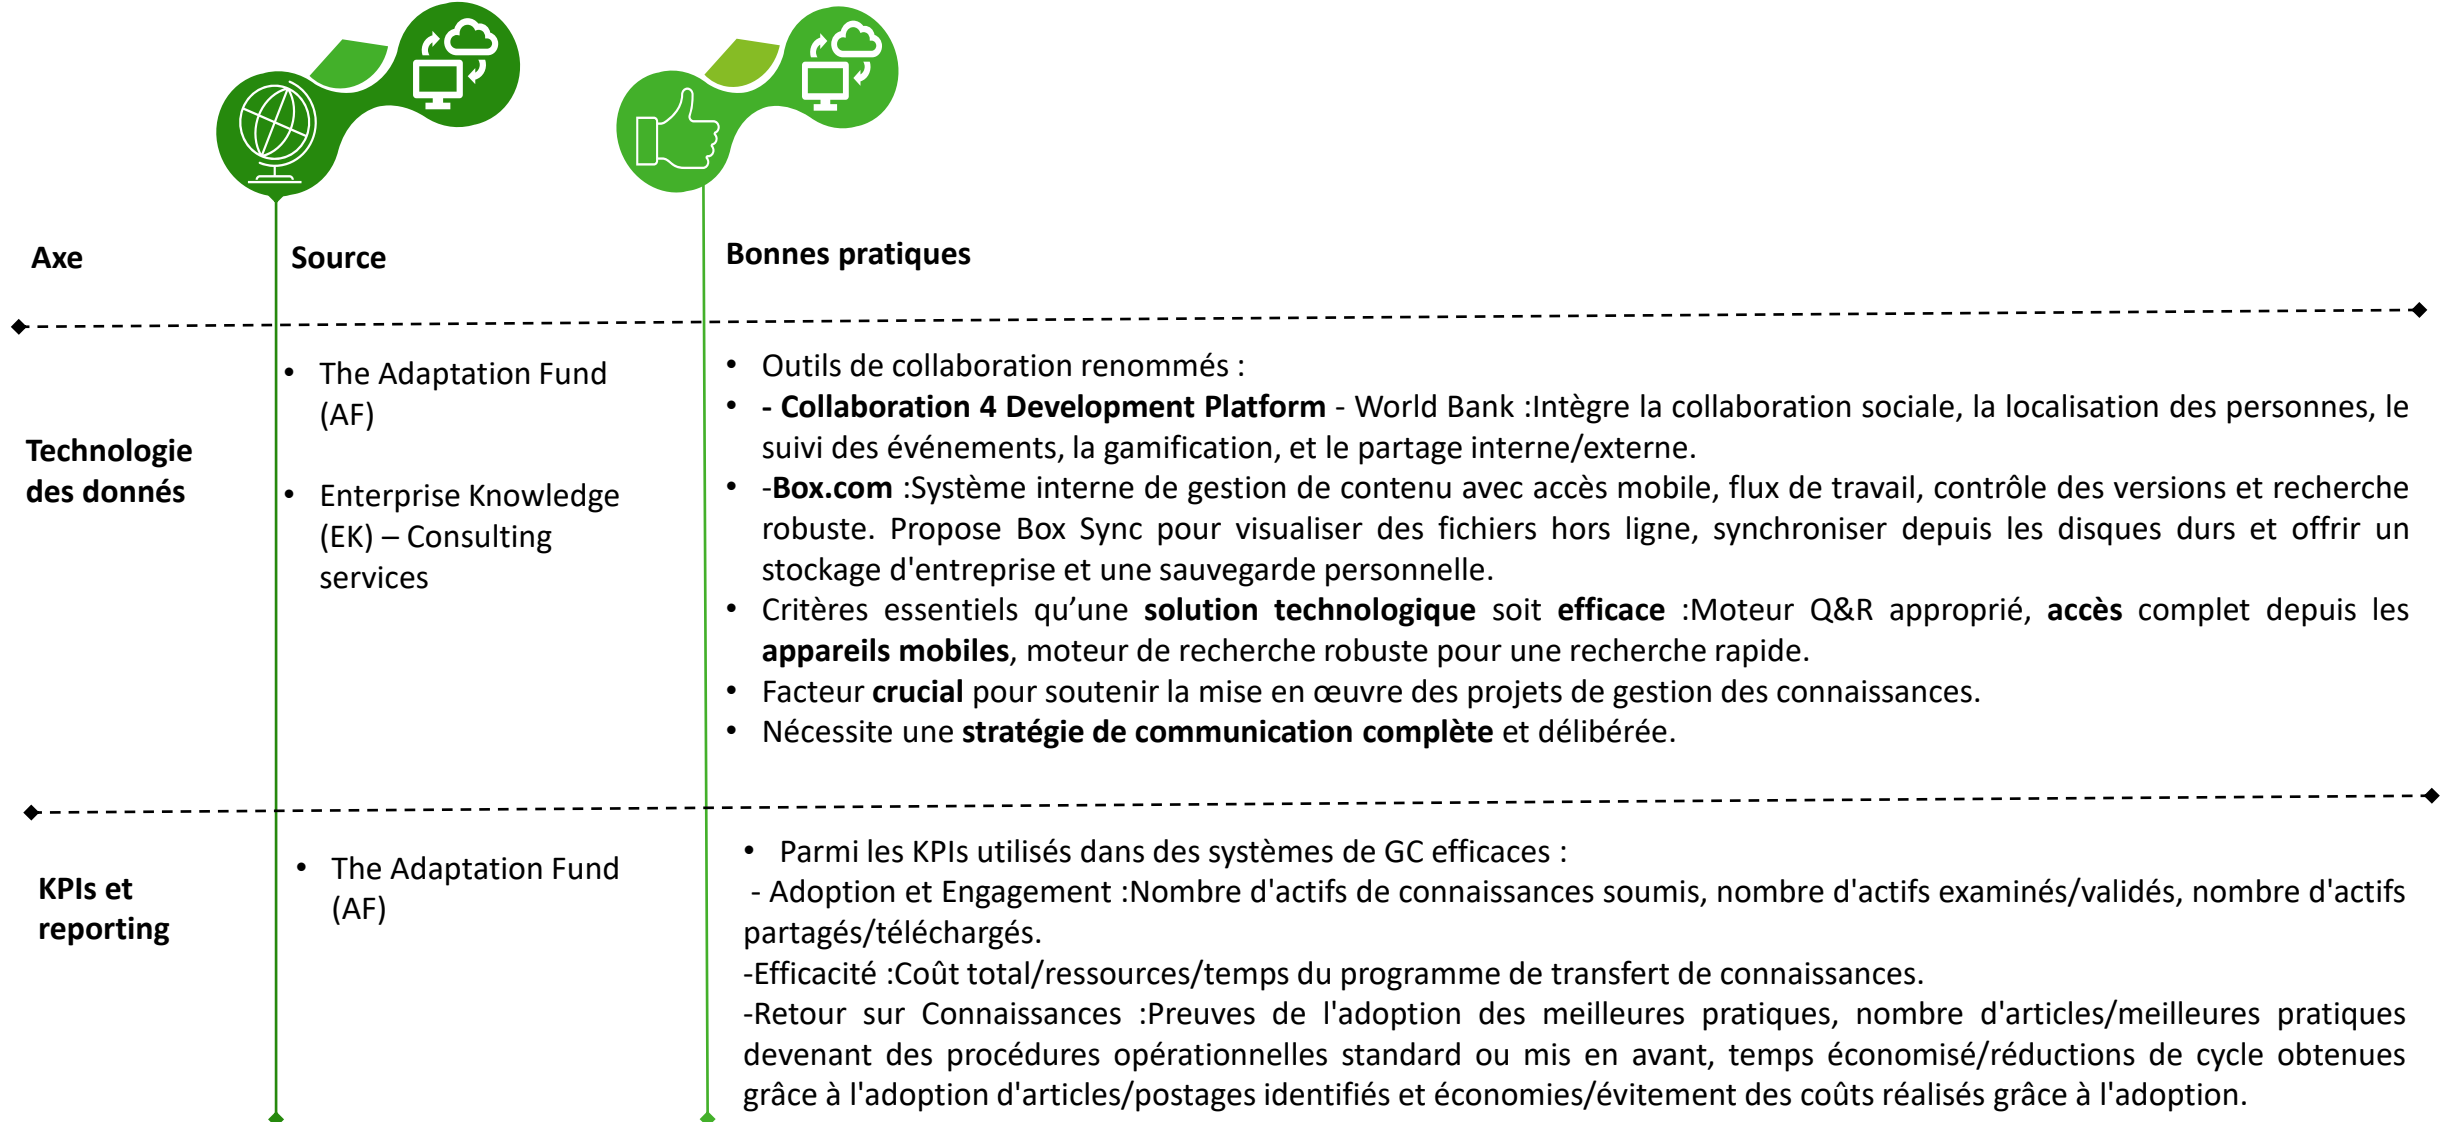 Axe
Source
Bonnes pratiques
Technologie
des donnés
• The Adaptation Fund
(AF)
• Enterprise Knowledge
(EK) – Consulting
services
• Outils de collaboration renommés :
• - Collaboration 4 Development Platform - World Bank :Intègre la collaboration sociale, la localisation des personnes, le
suivi des événements, la gamification, et le partage interne/externe.
• -Box.com :Système interne de gestion de contenu avec accès mobile, flux de travail, contrôle des versions et recherche
robuste. Propose Box Sync pour visualiser des fichiers hors ligne, synchroniser depuis les disques durs et offrir un
stockage d'entreprise et une sauvegarde personnelle.
• Critères essentiels qu’une solution technologique soit efficace :Moteur Q&R approprié, accès complet depuis les
appareils mobiles, moteur de recherche robuste pour une recherche rapide.
• Facteur crucial pour soutenir la mise en œuvre des projets de gestion des connaissances.
• Nécessite une stratégie de communication complète et délibérée.
KPIs et
reporting
• The Adaptation Fund
(AF)
• Parmi les KPIs utilisés dans des systèmes de GC efficaces :
- Adoption et Engagement :Nombre d'actifs de connaissances soumis, nombre d'actifs examinés/validés, nombre d'actifs
partagés/téléchargés.
-Efficacité :Coût total/ressources/temps du programme de transfert de connaissances.
-Retour sur Connaissances :Preuves de l'adoption des meilleures pratiques, nombre d'articles/meilleures pratiques
devenant des procédures opérationnelles standard ou mis en avant, temps économisé/réductions de cycle obtenues
grâce à l'adoption d'articles/postages identifiés et économies/évitement des coûts réalisés grâce à l'adoption.